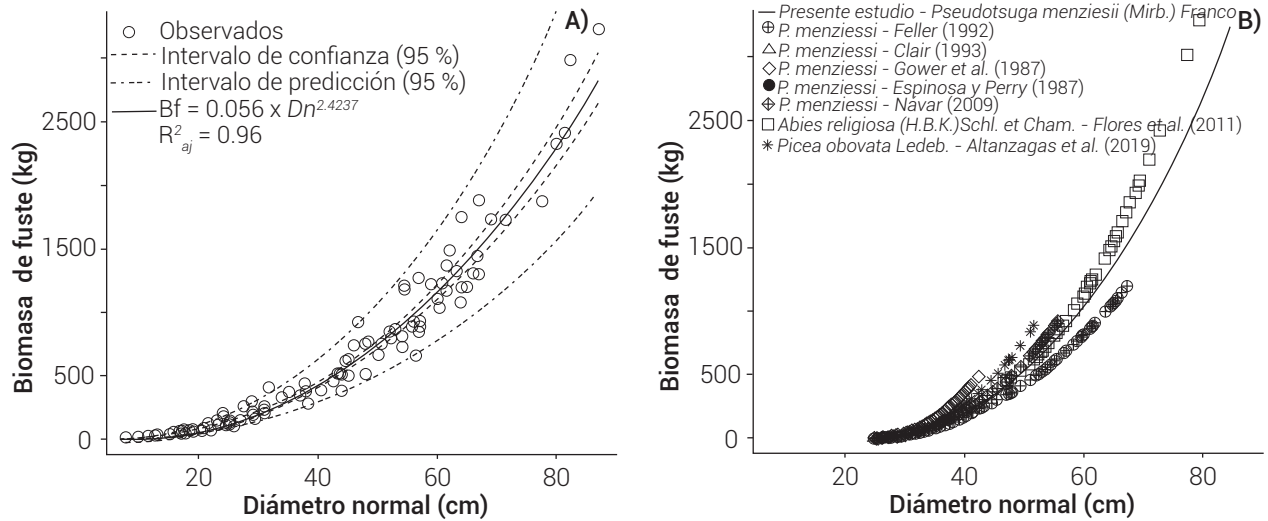 A)
Observados
Intervalo de confianza (95 %)
Intervalo de predicción (95 %)
Bf = 0.056 x Dn^2.4237
R²aj = 0.96
Biomasa de fuste (kg)
2500
1500
500
0
20 40 60 80
Diámetro normal (cm)
B)
Presente estudio - Pseudotsuga menziesii (Mirb.) Franco
P. menziessi - Feller (1992)
P. menziessi - Clair (1993)
P. menziessi - Gower et al. (1987)
P. menziessi - Espinosa y Perry (1987)
P. menziessi - Návar (2009)
Abies religiosa (H.B.K.)Schl. et Cham. - Flores et al. (2011)
Picea obovata Ledeb. - Altanzagas et al. (2019)
Biomasa de fuste (kg)
2500
1500
500
0
20 40 60 80
Diámetro normal (cm)